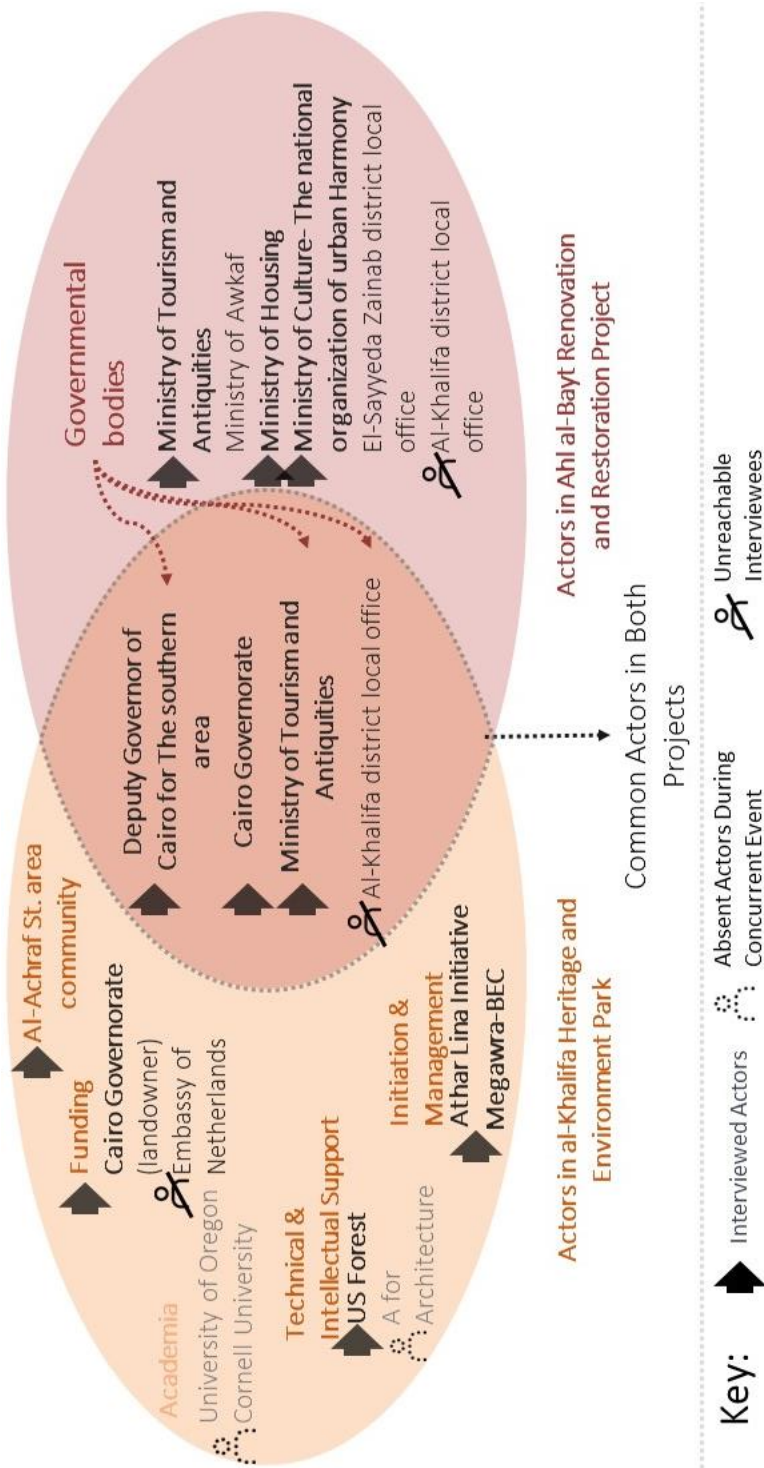 Al-Achraf St. area
community
Funding
Cairo Governorate
(landowner)
Embassy of
Netherlands
Academia
University of Oregon
Cornell University
Technical &
Intellectual Support
US Forest
A for
Architecture
Initiation &
Management
Athar Lina Initiative
Megawra-BEC
Actors in al-Khalifa Heritage and
Environment Park
Deputy Governor of
Cairo for The southern
area
Cairo Governorate
Ministry of Tourism and
Antiquities
Al-Khalifa district local office
Common Actors in Both
Projects
Governmental
bodies
Ministry of Tourism and
Antiquities
Ministry of Awkaf
Ministry of Housing
Ministry of Culture- The national
organization of urban Harmony
El-Sayyeda Zainab district local
office
Al-Khalifa district local
office
Actors in Ahl al-Bayt Renovation
and Restoration Project
Key:
Interviewed Actors
Absent Actors During
Concurrent Event
Unreachable
Interviewees